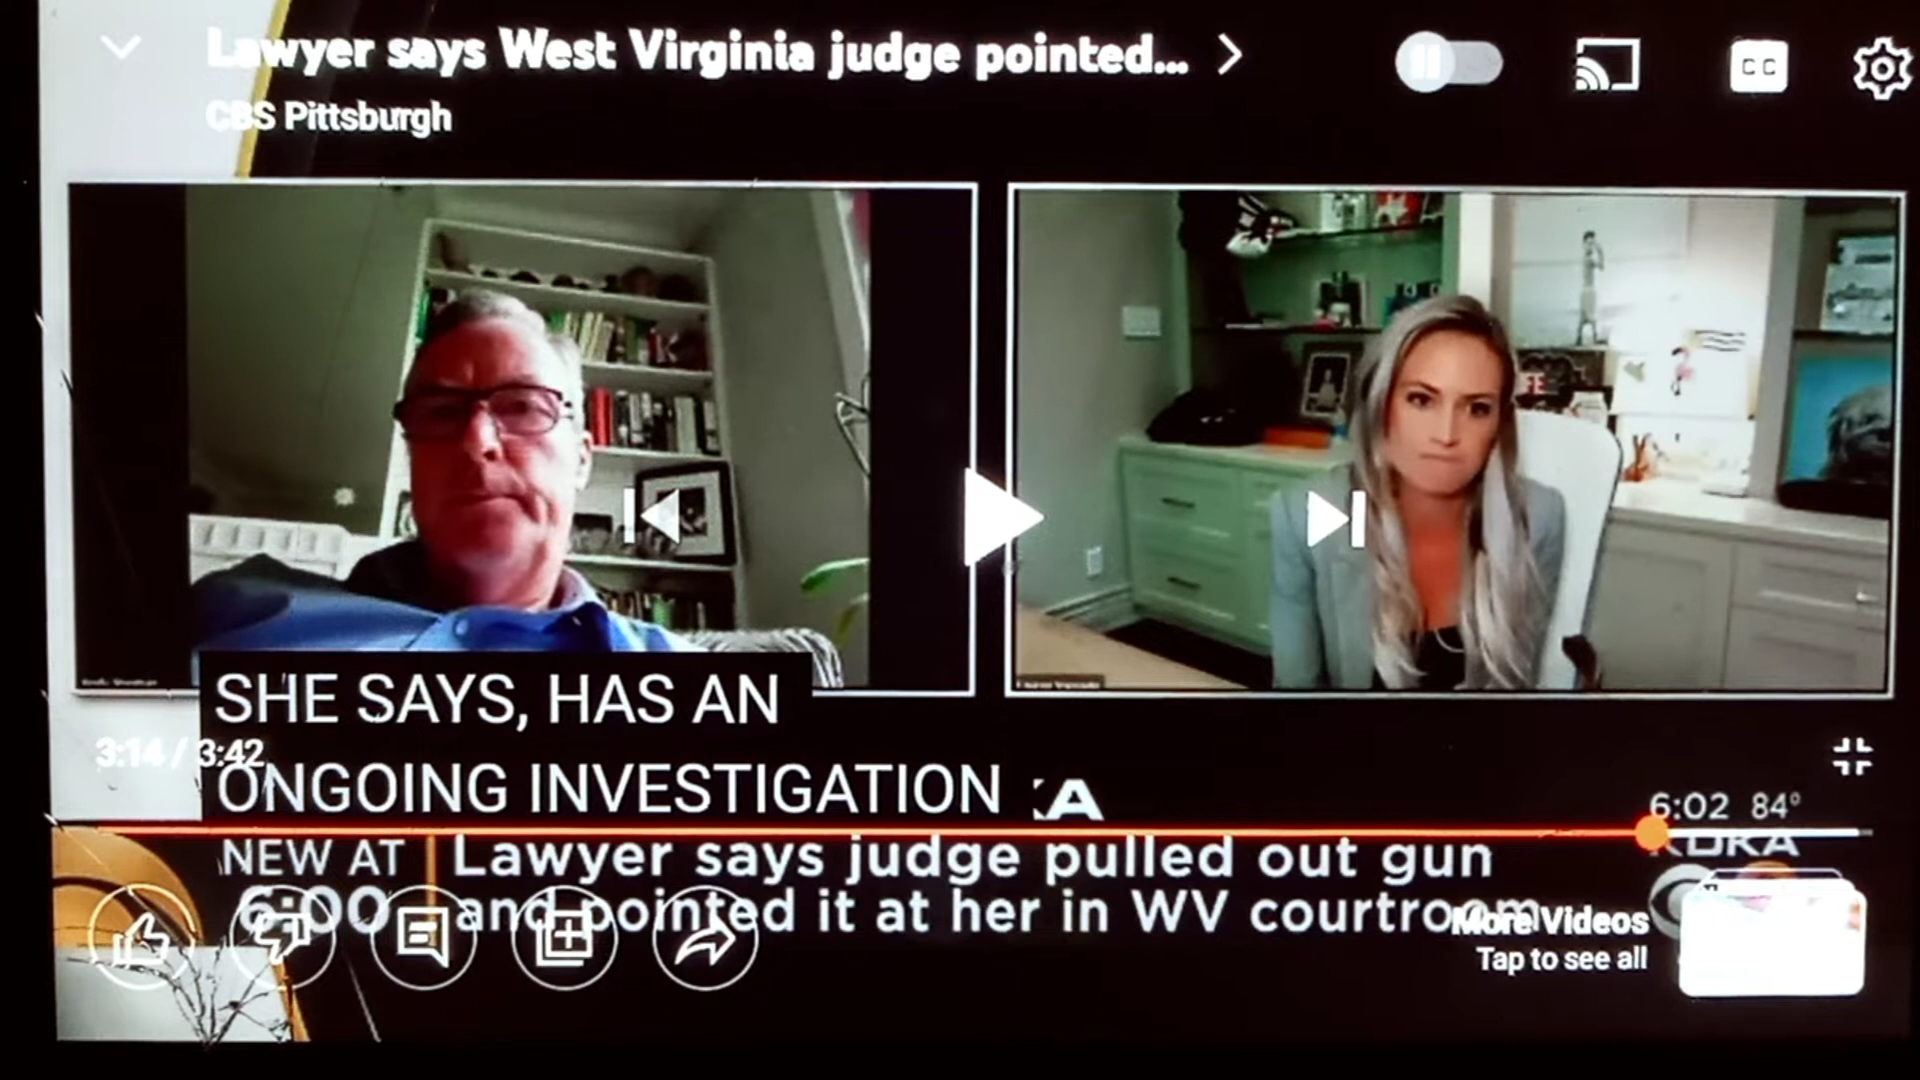 Lawyer says West Virginia judge pointed...
CBS Pittsburgh
CC
SHE SAYS, HAS AN
3:14 / 3:42
ONGOING INVESTIGATION
6:02 84°
KDKA
NEW AT
6:00
Lawyer says judge pulled out gun
and pointed it at her in WV courtroom
More Videos
Tap to see all